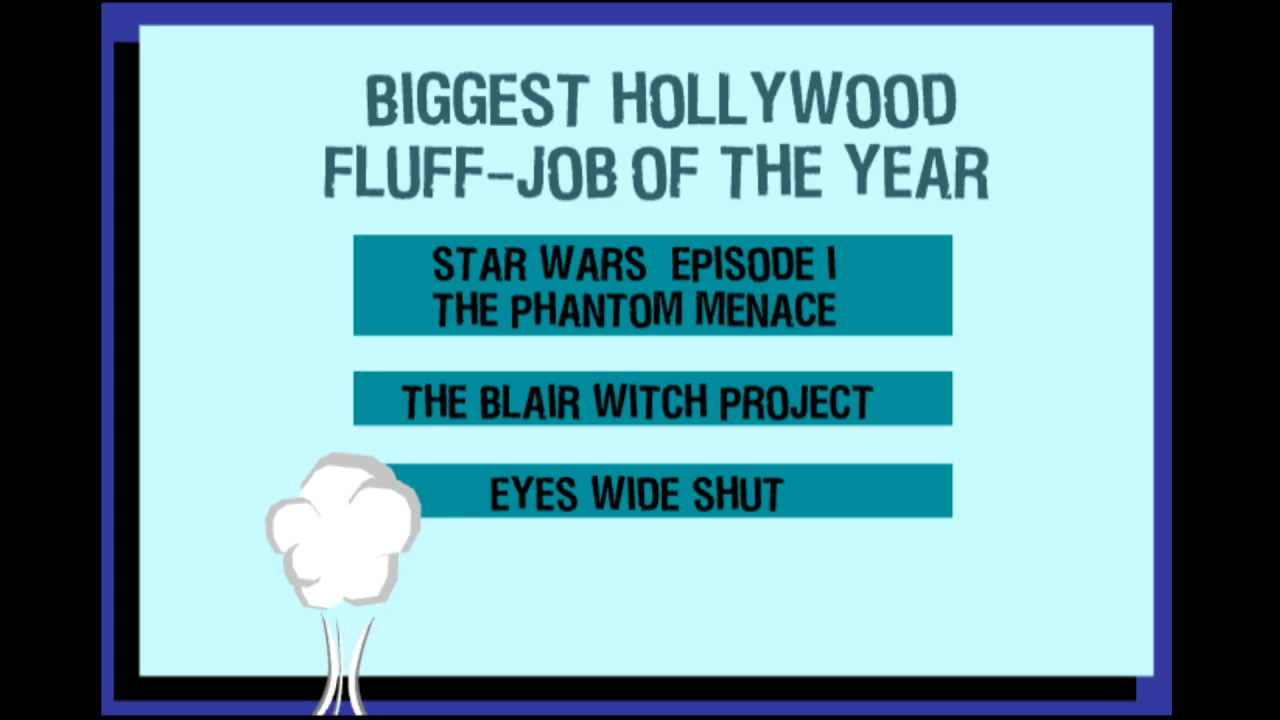 BIGGEST HOLLYWOOD
FLUFF-JOB OF THE YEAR
STAR WARS EPISODE I
THE PHANTOM MENACE
THE BLAIR WITCH PROJECT
EYES WIDE SHUT